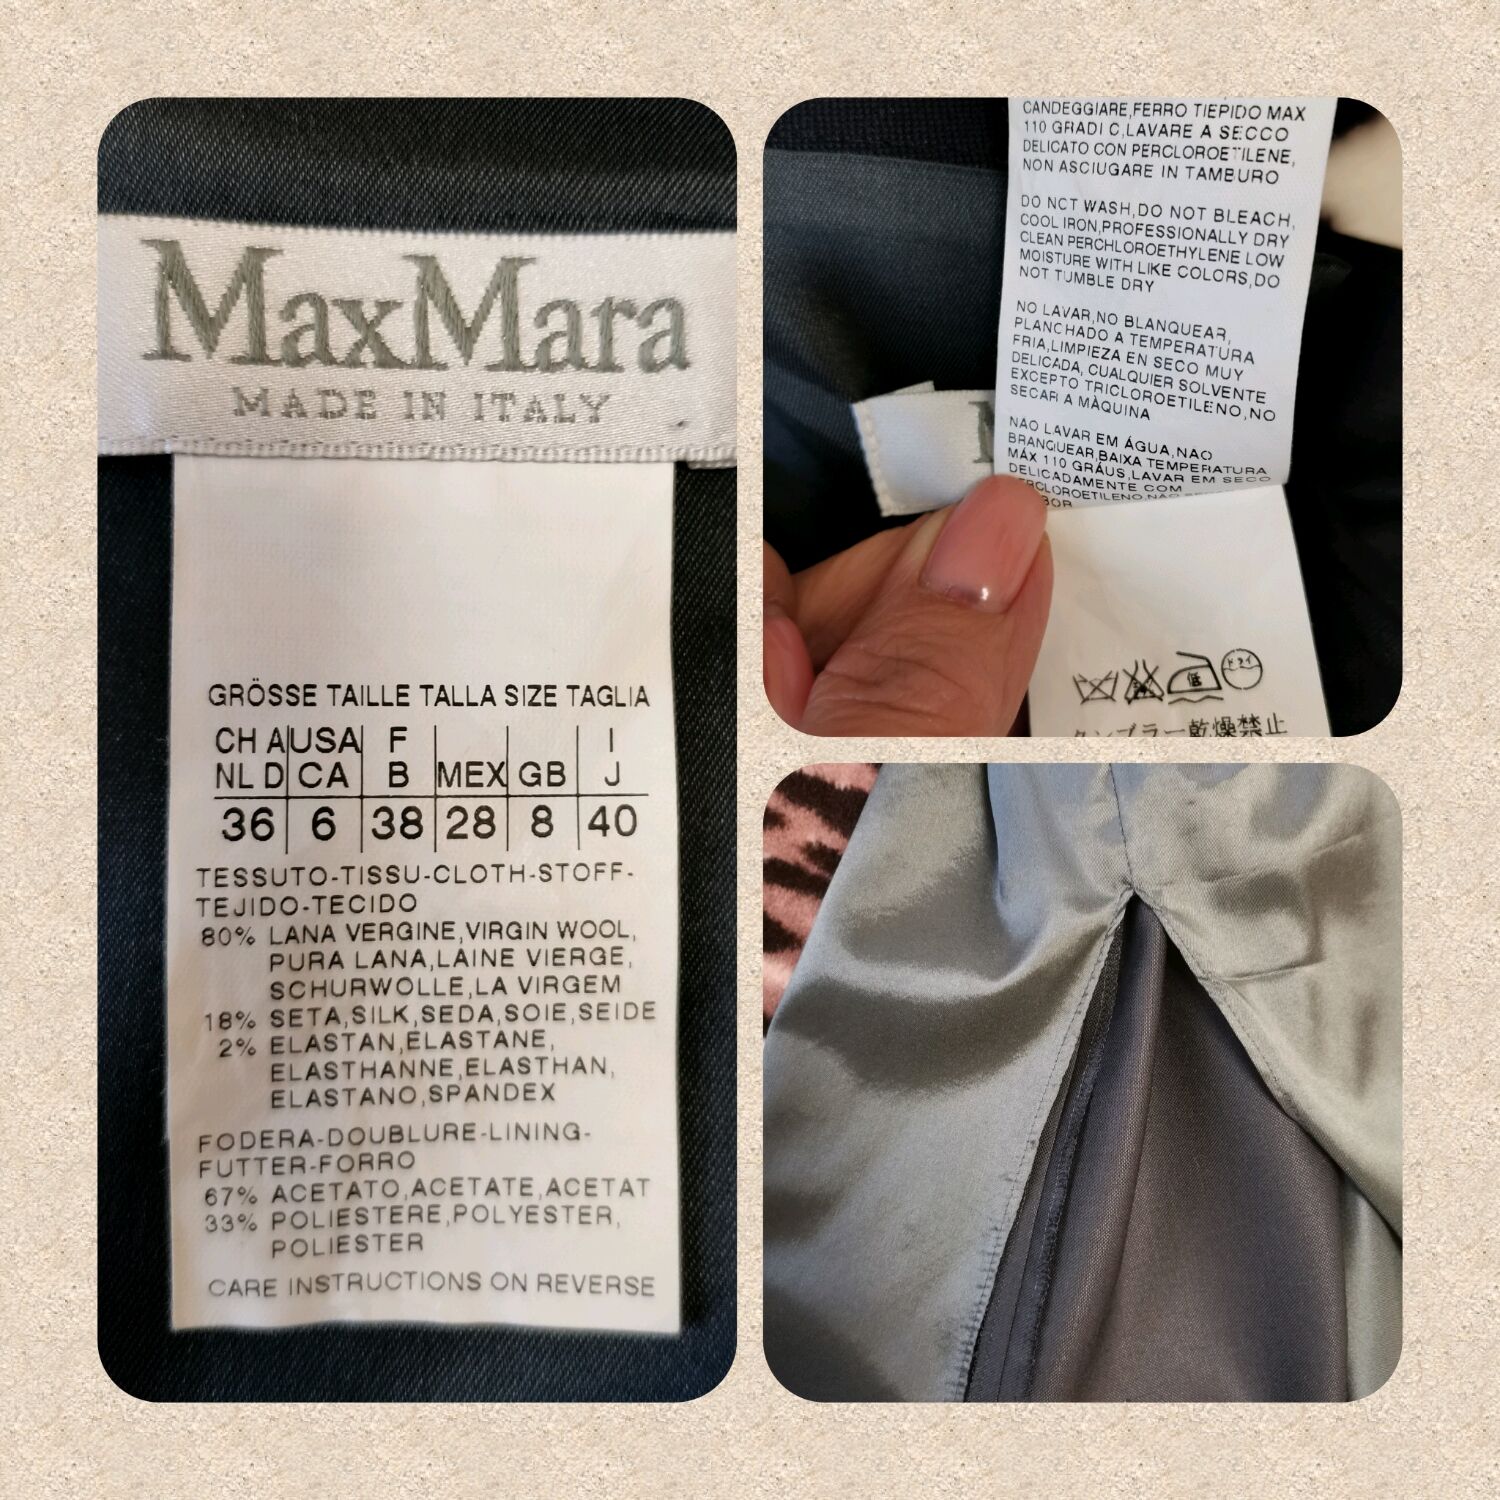 MaxMara
MADE IN ITALY
GRÖSSE TAILLE TALLA SIZE TAGLIA
CH A USA F I
NL D CA B MEX GB J
36 6 38 28 8 40
TESSUTO-TISSU-CLOTH-STOFF-
TEJIDO-TECIDO
80% LANA VERGINE,VIRGIN WOOL,
PURA LANA,LAINE VIERGE,
SCHURWOLLE,LA VIRGEM
18% SETA,SILK,SEDA,SOIE,SEIDE
2% ELASTAN,ELASTANE,
ELASTHANNE,ELASTHAN,
ELASTANO,SPANDEX
FODERA-DOUBLURE-LINING-
FUTTER-FORRO
67% ACETATO,ACETATE,ACETAT
33% POLIESTERE,POLYESTER,
POLIESTER
CARE INSTRUCTIONS ON REVERSE
CANDEGGIARE,FERRO TIEPIDO MAX
110 GRADI C,LAVARE A SECCO
DELICATO CON PERCLOROETILENE,
NON ASCIUGARE IN TAMBURO
DO NCT WASH,DO NOT BLEACH,
COOL IRON,PROFESSIONALLY DRY
CLEAN PERCHLOROETHYLENE LOW
MOISTURE WITH LIKE COLORS,DO
NOT TUMBLE DRY
NO LAVAR,NO BLANQUEAR,
PLANCHADO A TEMPERATURA
FRIA,LIMPIEZA EN SECO MUY
DELICADA, CUALQUIER SOLVENTE
EXCEPTO TRICLOROETILENO,NO
SECAR A MÀQUINA
NÃO LAVAR EM ÁGUA,NÃO
BRANQUEAR,BAIXA TEMPERATURA
MÁX 110 GRÁUS,LAVAR EM SECO
DELICADAMENTE COM
低
ドライ
タンブラー乾燥禁止